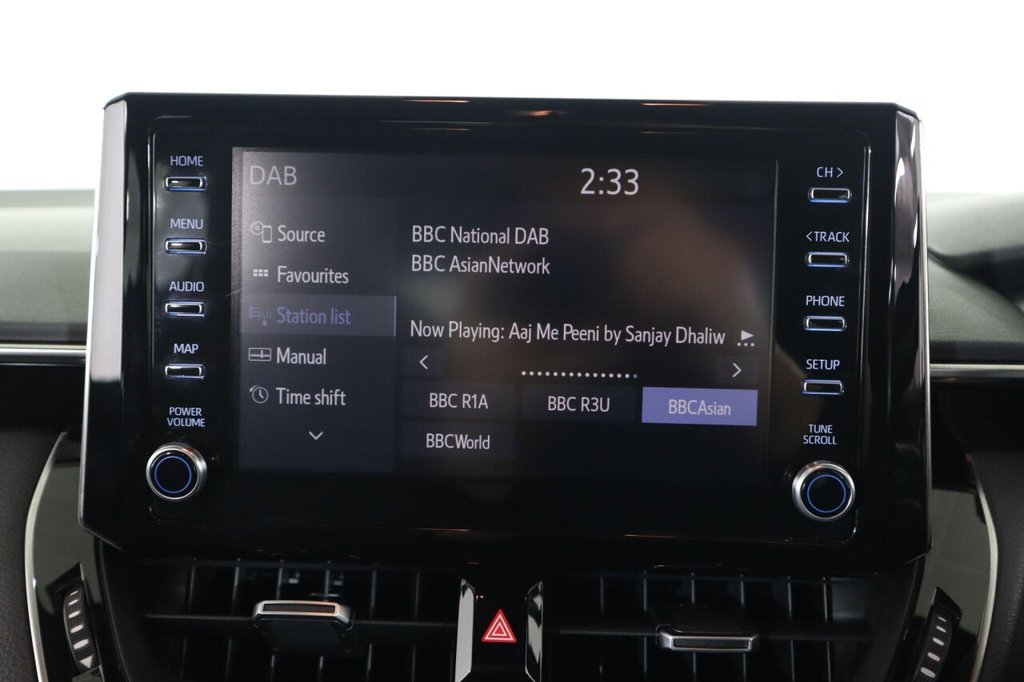 HOME
MENU
AUDIO
MAP
POWER
VOLUME
DAB
2:33
Source
Favourites
Station list
Manual
Time shift
BBC National DAB
BBC AsianNetwork
Now Playing: Aaj Me Peeni by Sanjay Dhaliw
BBC R1A BBC R3U BBCAsian
BBCWorld
CH >
< TRACK
PHONE
SETUP
TUNE
SCROLL